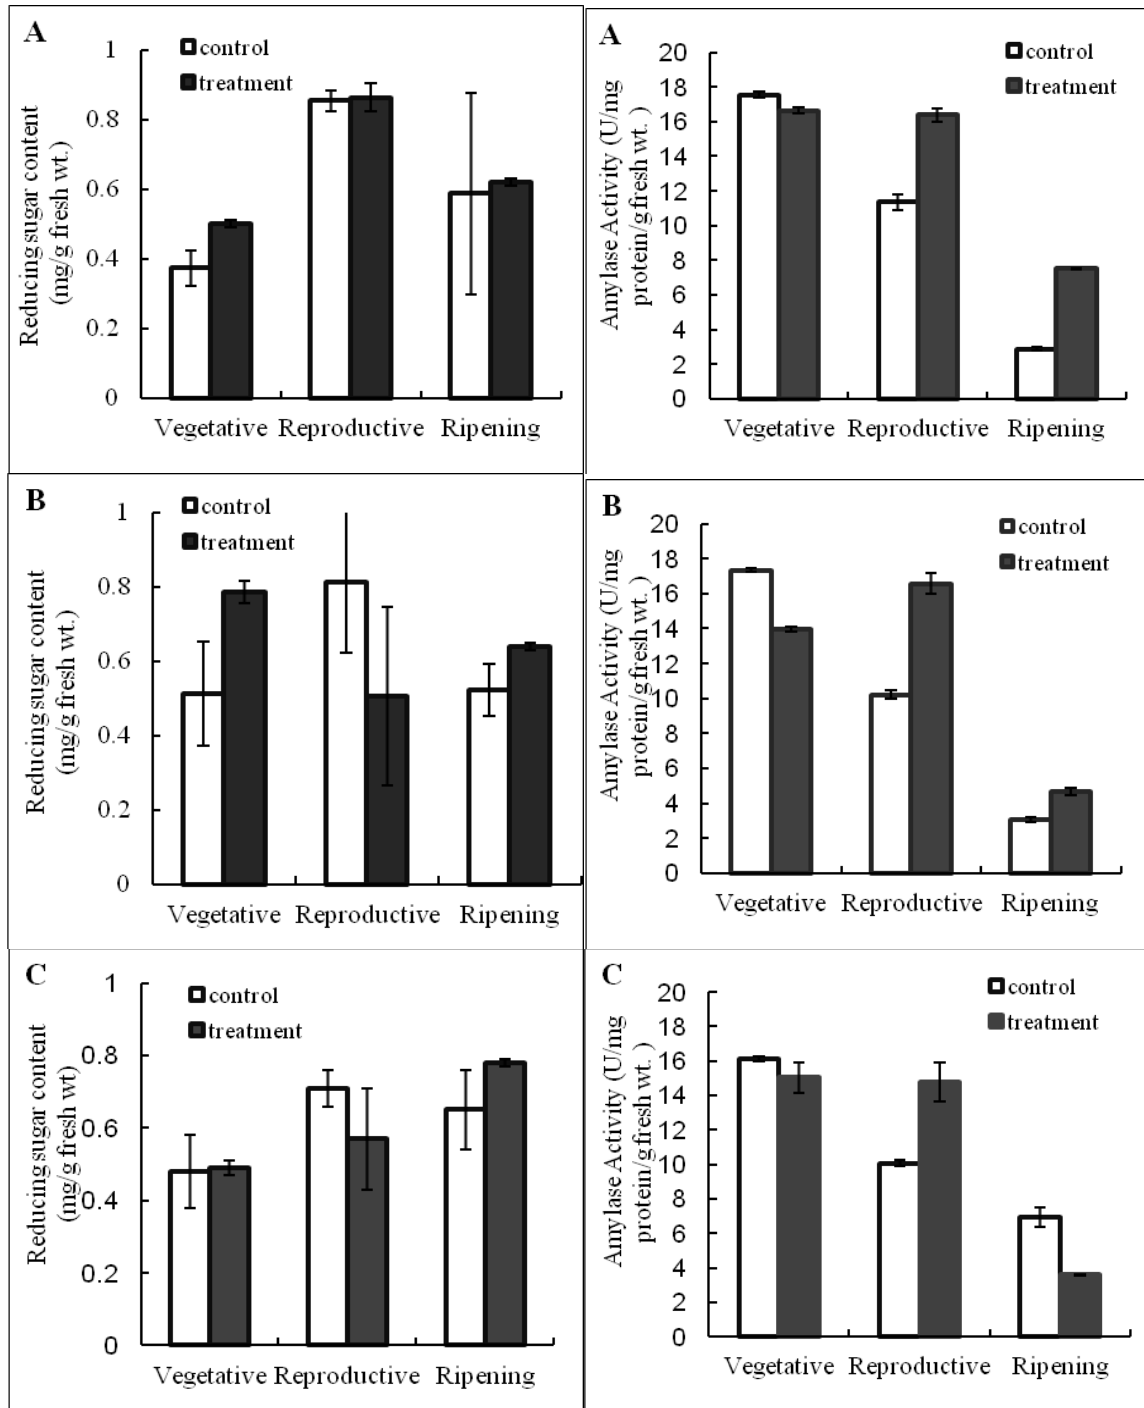 A
control
treatment
Reducing sugar content
(mg/g fresh wt.)
1
0.8
0.6
0.4
0.2
0
Vegetative Reproductive Ripening
A
control
treatment
Amylase Activity (U/mg
protein/gfresh wt. )
20
18
16
14
12
10
8
6
4
2
0
Vegetative Reproductive Ripening
B
control
treatment
Reducing sugar content
(mg/g fresh wt.)
1
0.8
0.6
0.4
0.2
0
Vegetative Reproductive Ripening
B
control
treatment
Amylase Activity (U/mg
protein/gfresh wt. )
20
18
16
14
12
10
8
6
4
2
0
Vegetative Reproductive Ripening
C
control
treatment
Reducing sugar content
(mg/g fresh wt)
1
0.8
0.6
0.4
0.2
0
Vegetative Reproductive Ripening
C
control
treatment
Amylase Activity (U/mg
protein/gfresh wt. )
20
18
16
14
12
10
8
6
4
2
0
Vegetative Reproductive Ripening